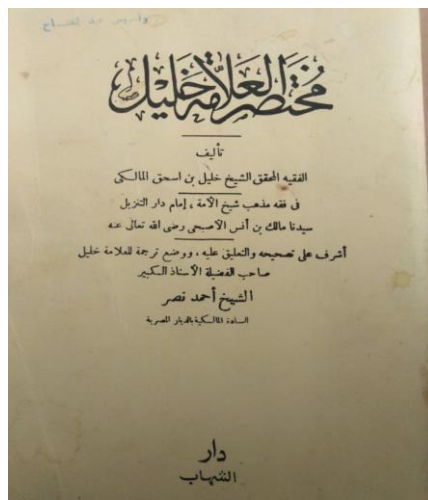 مختصر العلامة خليل
تأليف
الفقيه المحقق الشيخ خليل بن اسحق المالكى
فى فقه مذهب شيخ الأمة ، إمام دار التنزيل
سيدنا مالك بن أنس الأصبحى رضى الله تعالى عنه
أشرف على تصحيحه والتعليق عليه ، ووضع ترجمة للعلامة خليل
صاحب الفضيلة الأستاذ الكبير
الشيخ أحمد نصر
السادة المالكية بالديار المصرية
دار
الشهاب